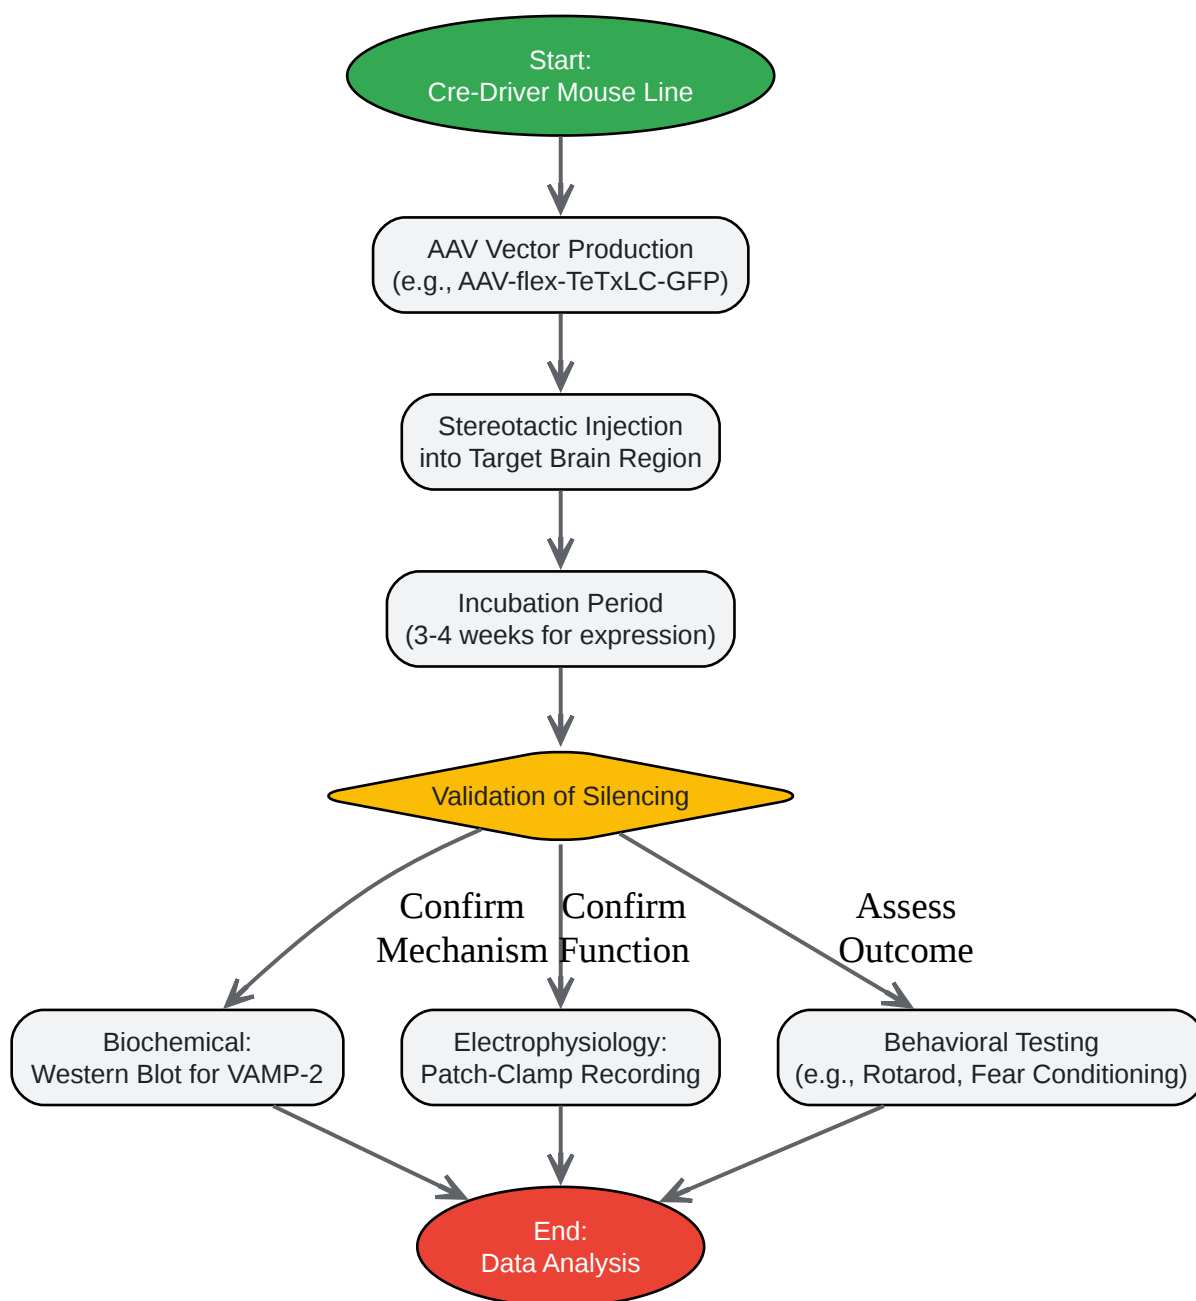 Start:
Cre-Driver Mouse Line
AAV Vector Production
(e.g., AAV-flex-TeTxLC-GFP)
Stereotactic Injection
into Target Brain Region
Incubation Period
(3-4 weeks for expression)
Validation of Silencing
Confirm
Mechanism
Confirm
Function
Assess
Outcome
Biochemical:
Western Blot for VAMP-2
Electrophysiology:
Patch-Clamp Recording
Behavioral Testing
(e.g., Rotarod, Fear Conditioning)
End:
Data Analysis